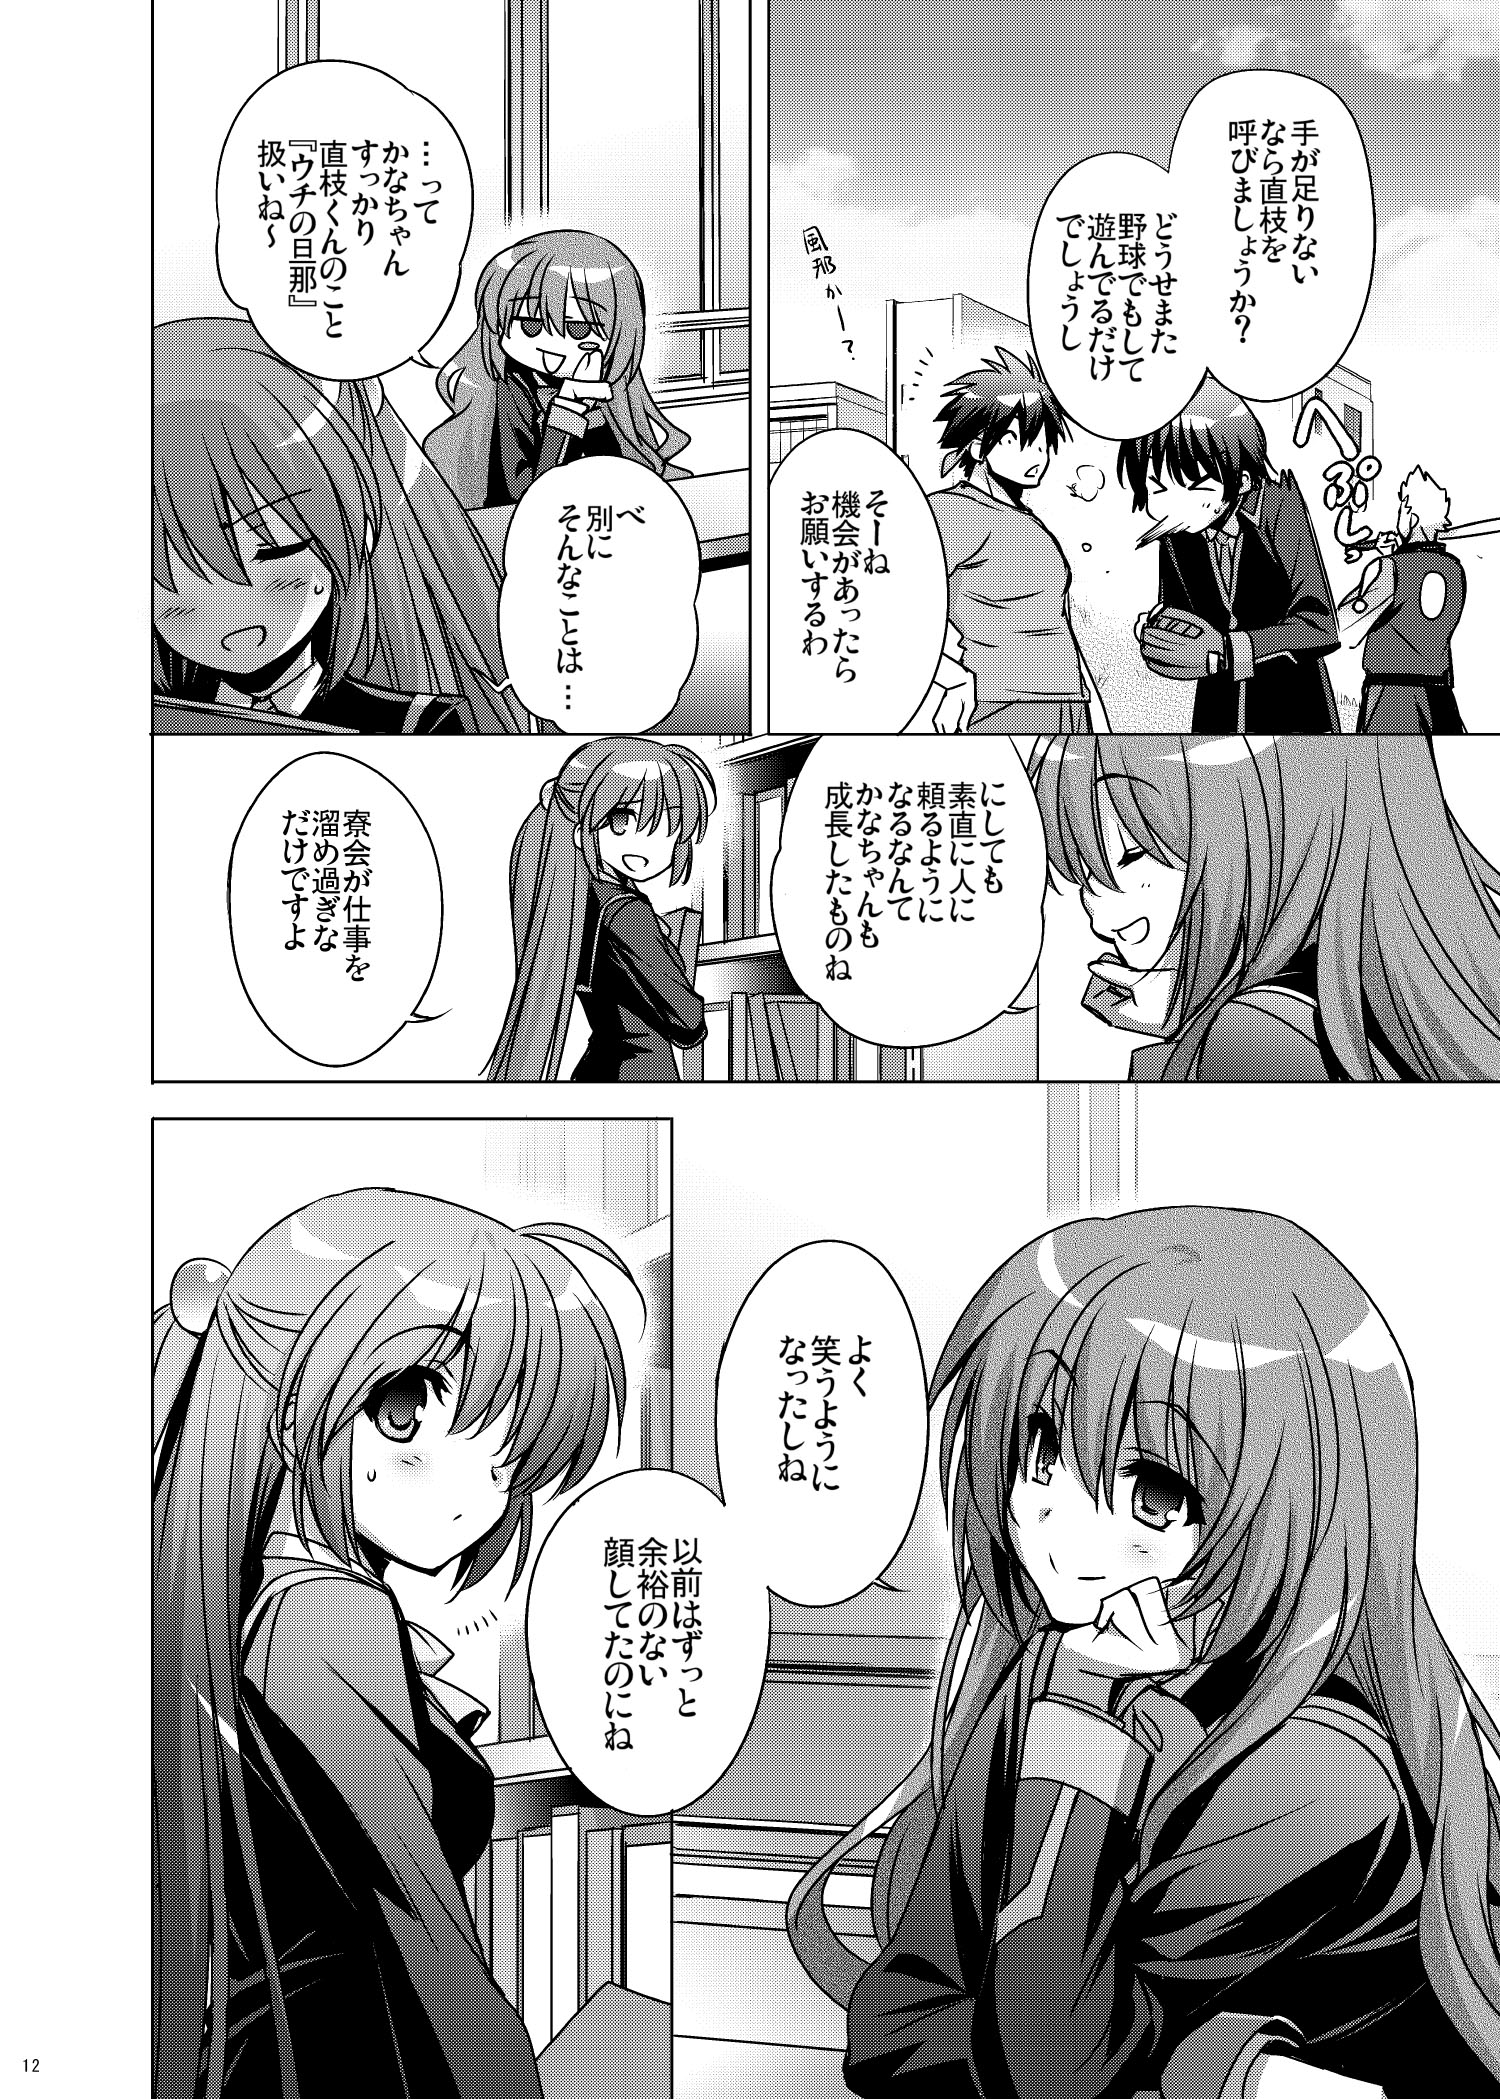 手が足りない
なら直枝を
呼びましょうか?
どうせまた
野球でもして
遊んでるだけ
でしょうし
へぷしっ
風邪かー?
そーね
機会があったら
お願いするわ
…って
かなちゃん
すっかり
直枝くんのこと
『ウチの旦那』
扱いね~
べ
別に
そんなことは…
にしても
素直に人に
頼るように
なるなんて
かなちゃんも
成長したものね
寮会が仕事を
溜め過ぎな
だけですよ
よく
笑うように
なったしね
以前はずっと
余裕のない
顔してたのにね
12